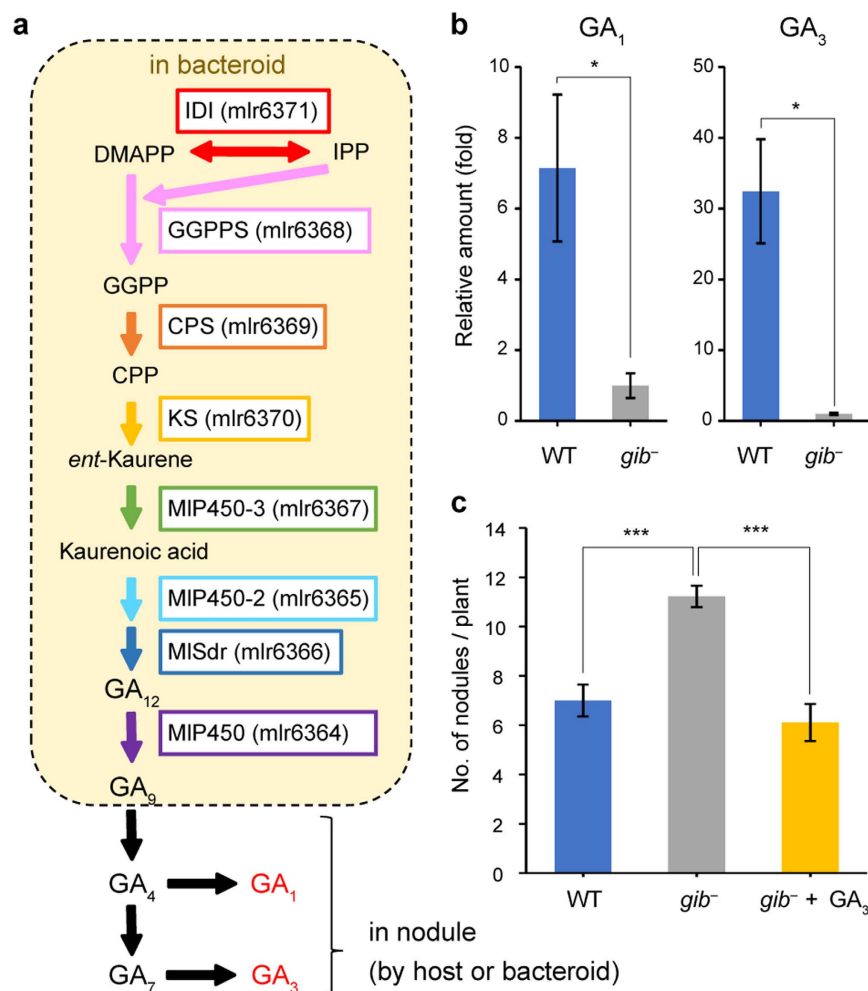 a
in bacteroid
IDI (mlr6371)
DMAPP
IPP
GGPPS (mlr6368)
GGPP
CPS (mlr6369)
CPP
KS (mlr6370)
ent-Kaurene
MIP450-3 (mlr6367)
Kaurenoic acid
MIP450-2 (mlr6365)
MISdr (mlr6366)
GA12
MIP450 (mlr6364)
GA9
GA4
GA1
GA7
GA3
in nodule
(by host or bacteroid)
b
GA1
Relative amount (fold)
10
8
6
4
2
0
*
WT
gib–
GA3
50
40
30
20
10
0
*
WT
gib–
c
No. of nodules / plant
14
12
10
8
6
4
2
0
***
***
WT
gib–
gib– + GA3